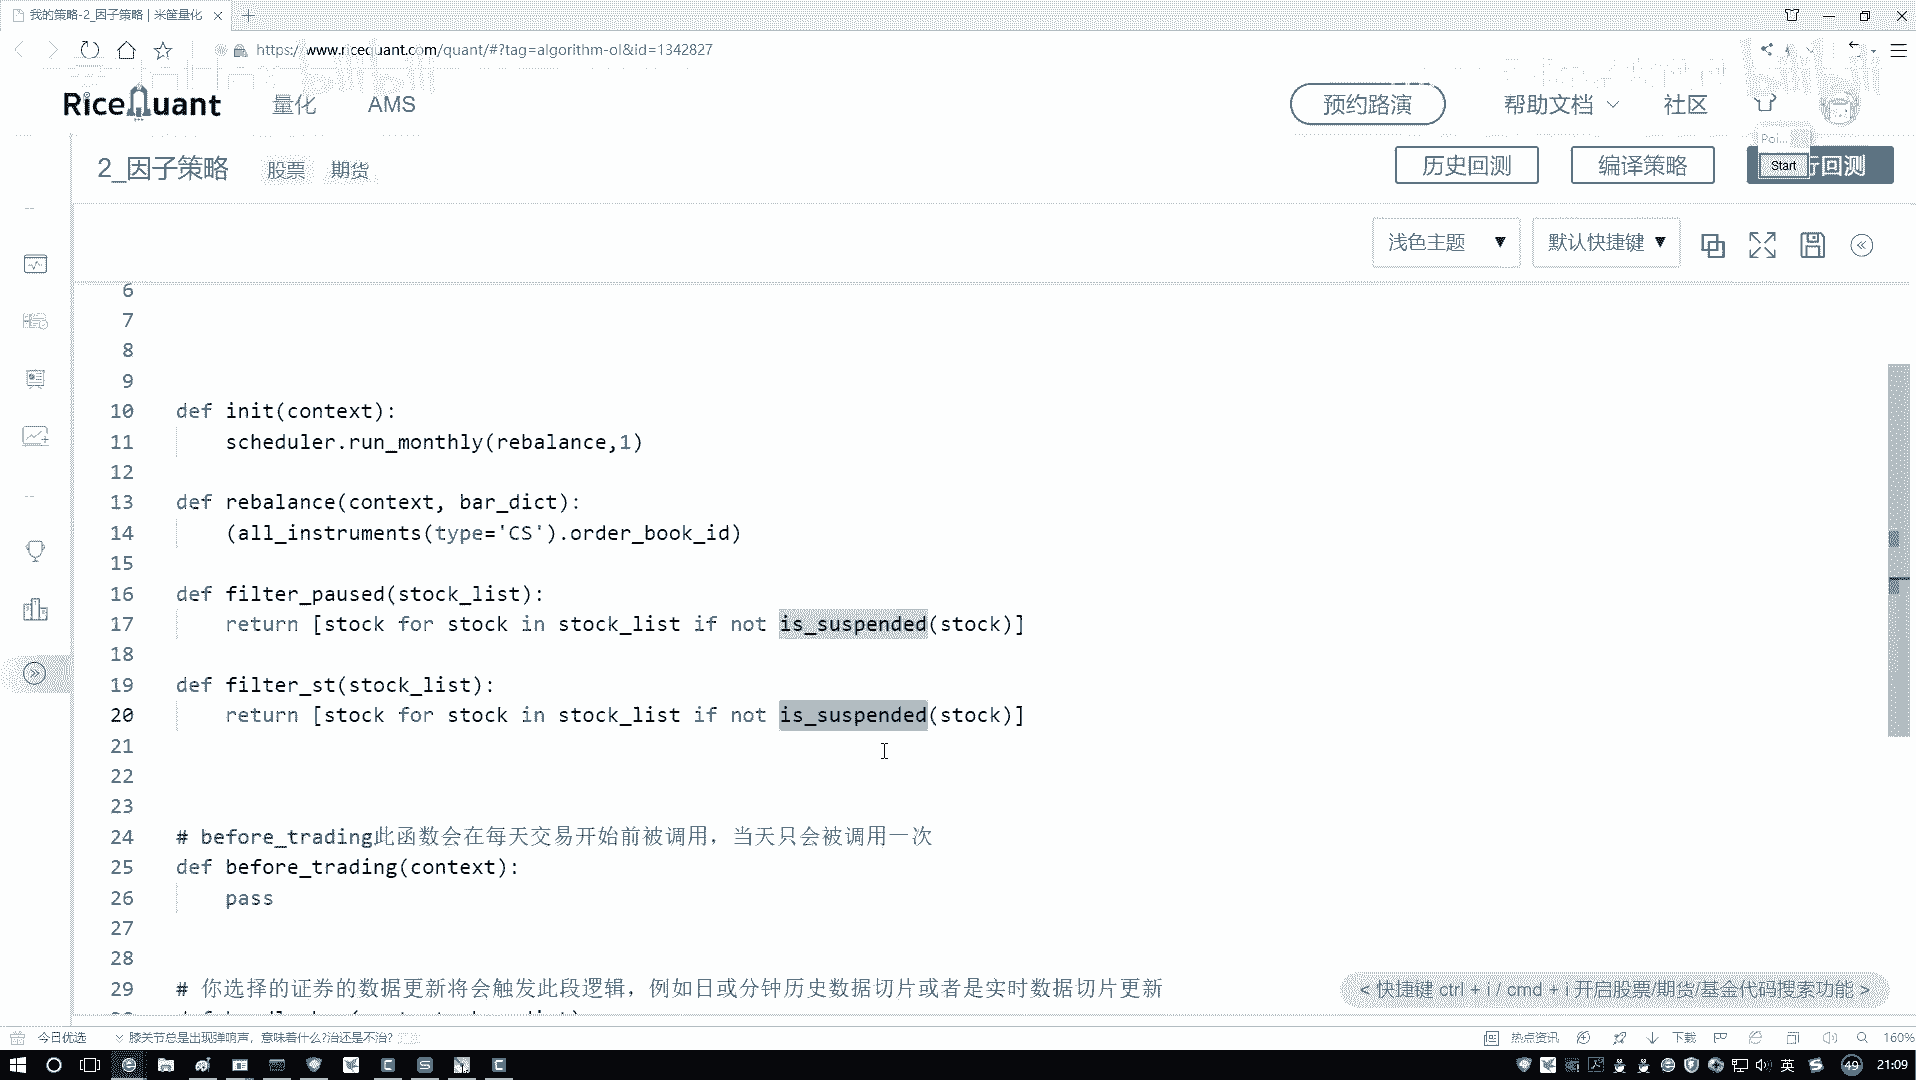 我的策略-2_因子策略 | 米筐量化
https://www.ricequant.com/quant/#?tag=algorithm-ol&id=1342827
RiceQuant 量化 AMS 预约路演 帮助文档 社区
2_因子策略 股票 期货 历史回测 编译策略 Start 行回测
Poi...
浅色主题 默认快捷键
6
7
8
9
10 def init(context):
11 scheduler.run_monthly(rebalance,1)
12
13 def rebalance(context, bar_dict):
14 (all_instruments(type='CS').order_book_id)
15
16 def filter_paused(stock_list):
17 return [stock for stock in stock_list if not is_suspended(stock)]
18
19 def filter_st(stock_list):
20 return [stock for stock in stock_list if not is_suspended(stock)]
21
22
23
24 # before_trading此函数会在每天交易开始前被调用，当天只会被调用一次
25 def before_trading(context):
26 pass
27
28
29 # 你选择的证券的数据更新将会触发此段逻辑，例如日或分钟历史数据切片或者是实时数据切片更新
< 快捷键 ctrl + i / cmd + i 开启股票/期货/基金代码搜索功能 >
今日优选 膝关节总是出现弹响声，意味着什么?治还是不治? 热点资讯 下载 160%
英 49 21:09